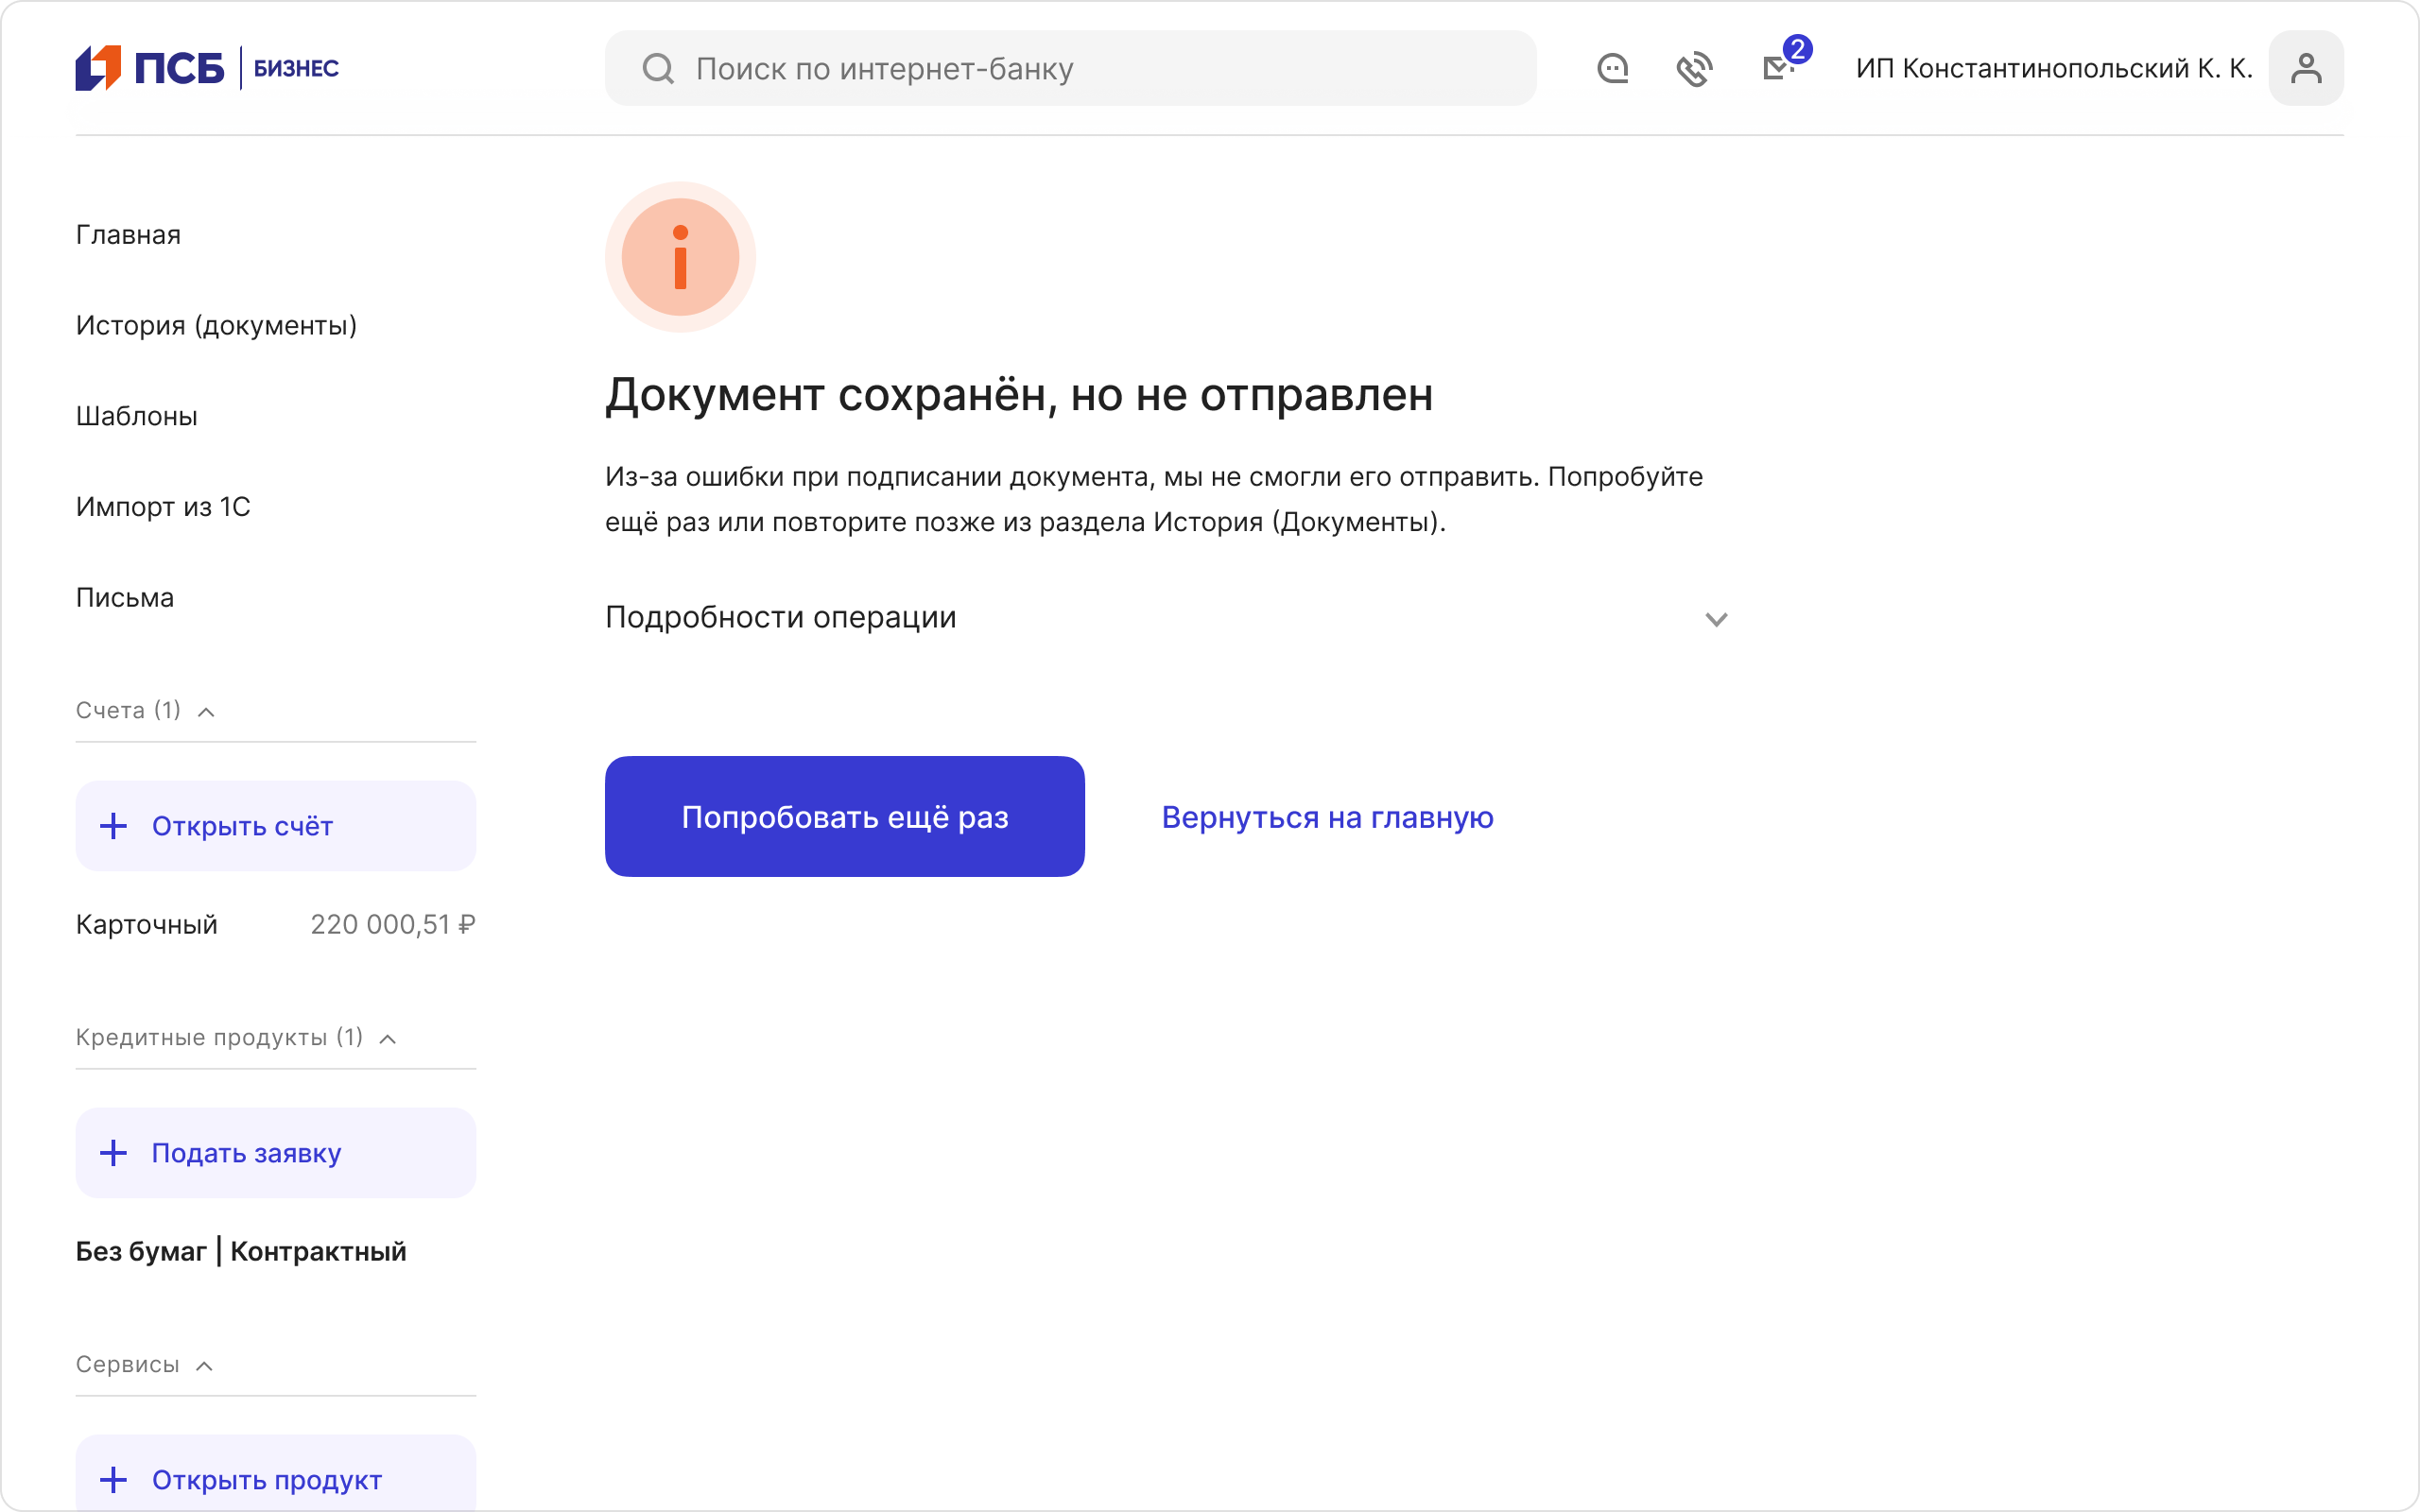 ПСБ БИЗНЕС
Поиск по интернет-банку
2
ИП Константинопольский К. К.
Главная
История (документы)
Шаблоны
Импорт из 1С
Письма
Счета (1)
Открыть счёт
Карточный 220 000,51 ₽
Кредитные продукты (1)
Подать заявку
Без бумаг | Контрактный
Сервисы
Открыть продукт
Документ сохранён, но не отправлен
Из-за ошибки при подписании документа, мы не смогли его отправить. Попробуйте
ещё раз или повторите позже из раздела История (Документы).
Подробности операции
Попробовать ещё раз
Вернуться на главную